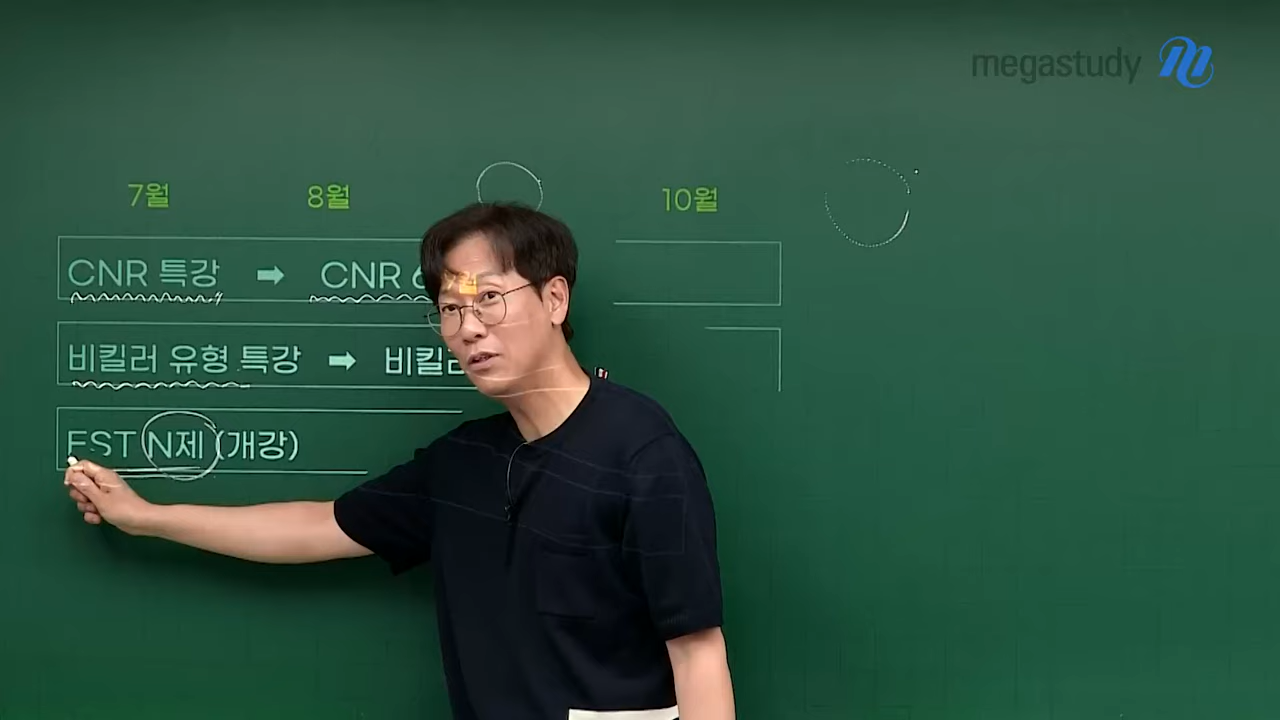 megastudy
7월 8월 10월
CNR 특강 ➡ CNR
비킬러 유형 특강 ➡ 비킬러
EST N제 (개강)